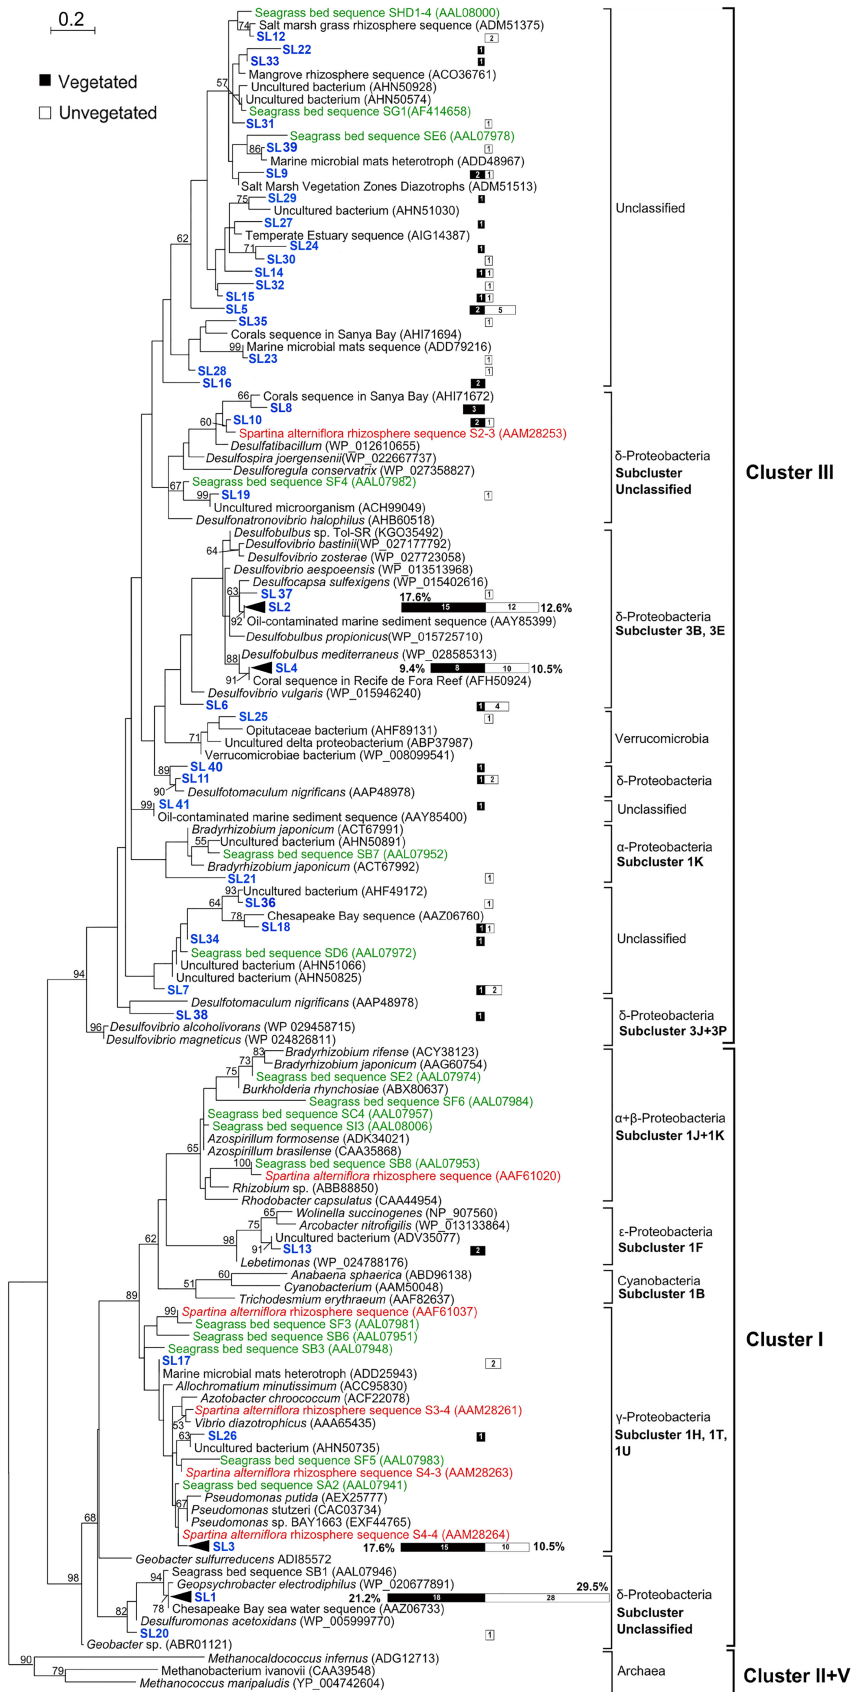 0.2
Vegetated
Unvegetated
Seagrass bed sequence SHD1-4 (AAL08000)
74 Salt marsh grass rhizosphere sequence (ADM51375)
SL12 2
SL22 1
SL33 1
Mangrove rhizosphere sequence (ACO36761)
57 Uncultured bacterium (AHN50928)
Uncultured bacterium (AHN50574)
Seagrass bed sequence SG1(AF414658)
SL31 1
Seagrass bed sequence SE6 (AAL07978)
86 SL39 1
Marine microbial mats heterotroph (ADD48967)
SL9 2 1
Salt Marsh Vegetation Zones Diazotrophs (ADM51513)
75 SL29 1
Unclassified
Uncultured bacterium (AHN51030)
SL27 1
Temperate Estuary sequence (AIG14387)
62 71 SL24 1
SL30 1
SL14 1 1
SL32 1
SL15 1 1
SL5 2 5
SL35 1
Corals sequence in Sanya Bay (AHI71694)
99 Marine microbial mats sequence (ADD79216)
SL23 1
SL28 1
SL16 2
66 Corals sequence in Sanya Bay (AHI71672)
SL8 3
60 SL10 2 1
Spartina alterniflora rhizosphere sequence S2-3 (AAM28253)
Desulfatibacillum (WP_012610655)
Desulfospira joergensenii(WP_022667737)
Desulforegula conservatrix (WP_027358827)
δ-Proteobacteria
Subcluster
Unclassified
Cluster III
67 Seagrass bed sequence SF4 (AAL07982)
99 SL19 1
Uncultured microorganism (ACH99049)
Desulfonatronovibrio halophilus (AHB60518)
Desulfobulbus sp. Tol-SR (KGO35492)
64 Desulfovibrio bastinii(WP_027177792)
Desulfovibrio zosterae (WP_027723058)
Desulfovibrio aespoeensis (WP_013513968)
Desulfocapsa sulfexigens (WP_015402616)
63 SL37 1
17.6%
SL2 15 12 12.6%
92 Oil-contaminated marine sediment sequence (AAY85399)
Desulfobulbus propionicus(WP_015725710)
δ-Proteobacteria
Subcluster 3B, 3E
88 Desulfobulbus mediterraneus (WP_028585313)
SL4 9.4% 8 10 10.5%
91 Coral sequence in Recife de Fora Reef (AFH50924)
Desulfovibrio vulgaris (WP_015946240)
SL6 1 4
SL25 1
Opitutaceae bacterium (AHF89131)
71 Uncultured delta proteobacterium (ABP37987)
Verrucomicrobiae bacterium (WP_008099541)
Verrucomicrobia
89 SL40 1
SL11 1 2
90 Desulfotomaculum nigrificans (AAP48978)
δ-Proteobacteria
99 SL41 1
Oil-contaminated marine sediment sequence (AAY85400)
Unclassified
Bradyrhizobium japonicum (ACT67991)
55 Uncultured bacterium (AHN50891)
Seagrass bed sequence SB7 (AAL07952)
Bradyrhizobium japonicum (ACT67992)
SL21 1
α-Proteobacteria
Subcluster 1K
93 Uncultured bacterium (AHF49172)
64 SL36 1
78 Chesapeake Bay sequence (AAZ06760)
SL18 1 1
SL34 1
Unclassified
Seagrass bed sequence SD6 (AAL07972)
Uncultured bacterium (AHN51066)
94 Uncultured bacterium (AHN50825)
SL7 1 2
Desulfotomaculum nigrificans (AAP48978)
SL38 1
96 Desulfovibrio alcoholivorans (WP 029458715)
Desulfovibrio magneticus (WP 024826811)
δ-Proteobacteria
Subcluster 3J+3P
83 Bradyrhizobium rifense (ACY38123)
73 Bradyrhizobium japonicum (AAG60754)
75 Seagrass bed sequence SE2 (AAL07974)
Burkholderia rhynchosiae (ABX80637)
Seagrass bed sequence SF6 (AAL07984)
Seagrass bed sequence SC4 (AAL07957)
Seagrass bed sequence SI3 (AAL08006)
α+β-Proteobacteria
Subcluster 1J+1K
65 Azospirillum formosense (ADK34021)
Azospirillum brasilense (CAA35868)
100 Seagrass bed sequence SB8 (AAL07953)
Spartina alterniflora rhizosphere sequence (AAF61020)
Rhizobium sp. (ABB88850)
Rhodobacter capsulatus (CAA44954)
65 Wolinella succinogenes (NP_907560)
75 Arcobacter nitrofigilis (WP_013133864)
62 98 Uncultured bacterium (ADV35077)
91 SL13 2
Lebetimonas (WP_024788176)
ε-Proteobacteria
Subcluster 1F
60 Anabaena sphaerica (ABD96138)
51 Cyanobacterium (AAM50048)
89 Trichodesmium erythraeum (AAF82637)
Cyanobacteria
Subcluster 1B
99 Spartina alterniflora rhizosphere sequence (AAF61037)
Seagrass bed sequence SF3 (AAL07981)
Seagrass bed sequence SB6 (AAL07951)
Seagrass bed sequence SB3 (AAL07948)
Cluster I
SL17 2
Marine microbial mats heterotroph (ADD25943)
Allochromatium minutissimum (ACC95830)
Azotobacter chroococcum (ACF22078)
Spartina alterniflora rhizosphere sequence S3-4 (AAM28261)
53 Vibrio diazotrophicus (AAA65435)
63 SL26 1
Uncultured bacterium (AHN50735)
γ-Proteobacteria
Subcluster 1H, 1T,
1U
Seagrass bed sequence SF5 (AAL07983)
Spartina alterniflora rhizosphere sequence S4-3 (AAM28263)
Seagrass bed sequence SA2 (AAL07941)
67 Pseudomonas putida (AEX25777)
Pseudomonas stutzeri (CAC03734)
68 Pseudomonas sp. BAY1663 (EXF44765)
Spartina alterniflora rhizosphere sequence S4-4 (AAM28264)
SL3 17.6% 15 10 10.5%
Geobacter sulfurreducens ADI85572
98 94 Seagrass bed sequence SB1 (AAL07946)
Geopsychrobacter electrodiphilus (WP_020677891) 29.5%
SL1 21.2% 18 28
82 78 Chesapeake Bay sea water sequence (AAZ06733)
Desulfuromonas acetoxidans (WP_005999770)
SL20 1
Geobacter sp. (ABR01121)
δ-Proteobacteria
Subcluster
Unclassified
90 Methanocaldococcus infernus (ADG12713)
79 Methanobacterium ivanovii (CAA39548)
Methanococcus maripaludis (YP_004742604)
Archaea
Cluster II+V